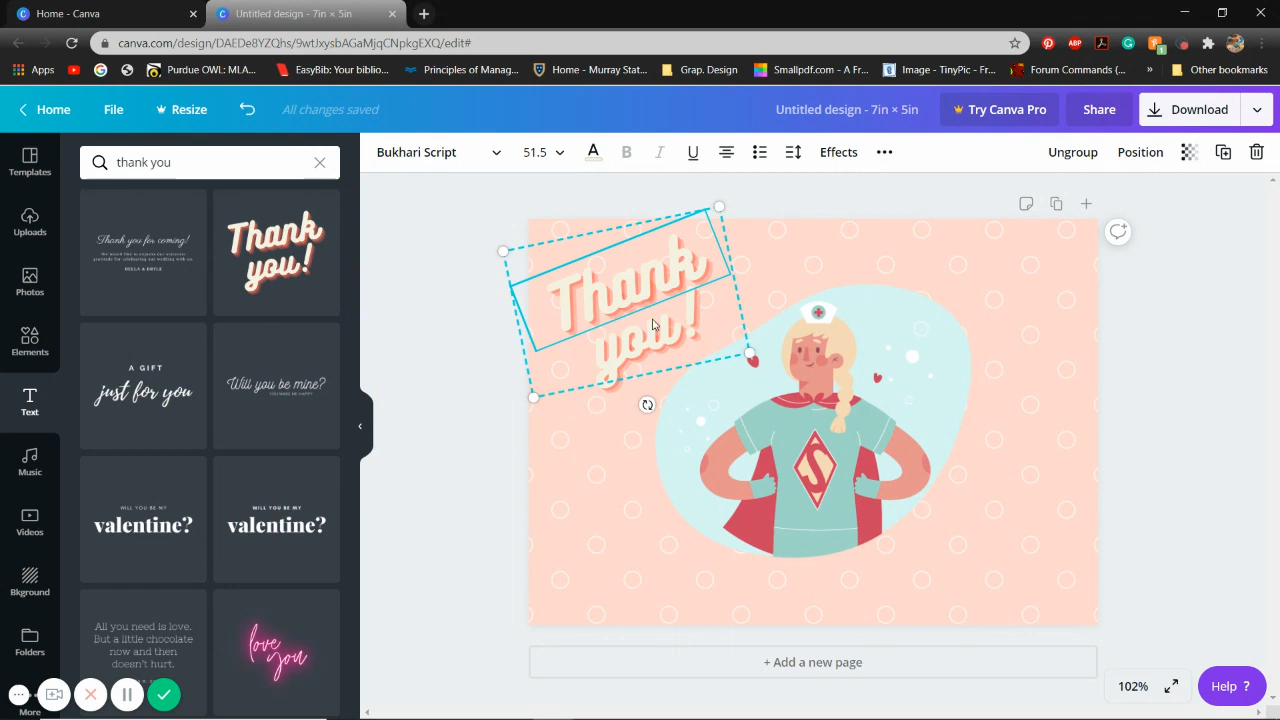 Home - Canva
Untitled design - 7in × 5in
canva.com/design/DAEDe8YZQhs/9wtJxysbAGaMjqCNpkgEXQ/edit#
Apps
Purdue OWL: MLA...
EasyBib: Your biblio...
Principles of Manag...
Home - Murray Stat...
Grap. Design
Smallpdf.com - A Fr...
Image - TinyPic - Fr...
Forum Commands (...
»
Other bookmarks
Home
File
Resize
All changes saved
Untitled design - 7in × 5in
Try Canva Pro
Share
Download
Templates
Uploads
Photos
Elements
Text
Music
Videos
Bkground
Folders
More
thank you
Thank you for coming!
BELLA & DOYLE
Thank
you!
A GIFT
just for you
Will you be mine?
YOU MAKE ME HAPPY
WILL YOU BE MY
valentine?
WILL YOU BE MY
valentine?
All you need is love.
But a little chocolate
now and then
doesn't hurt.
love
you
Bukhari Script
51.5
A
B
I
U
Effects
Ungroup
Position
Thank
you!
S
+ Add a new page
102%
Help ?